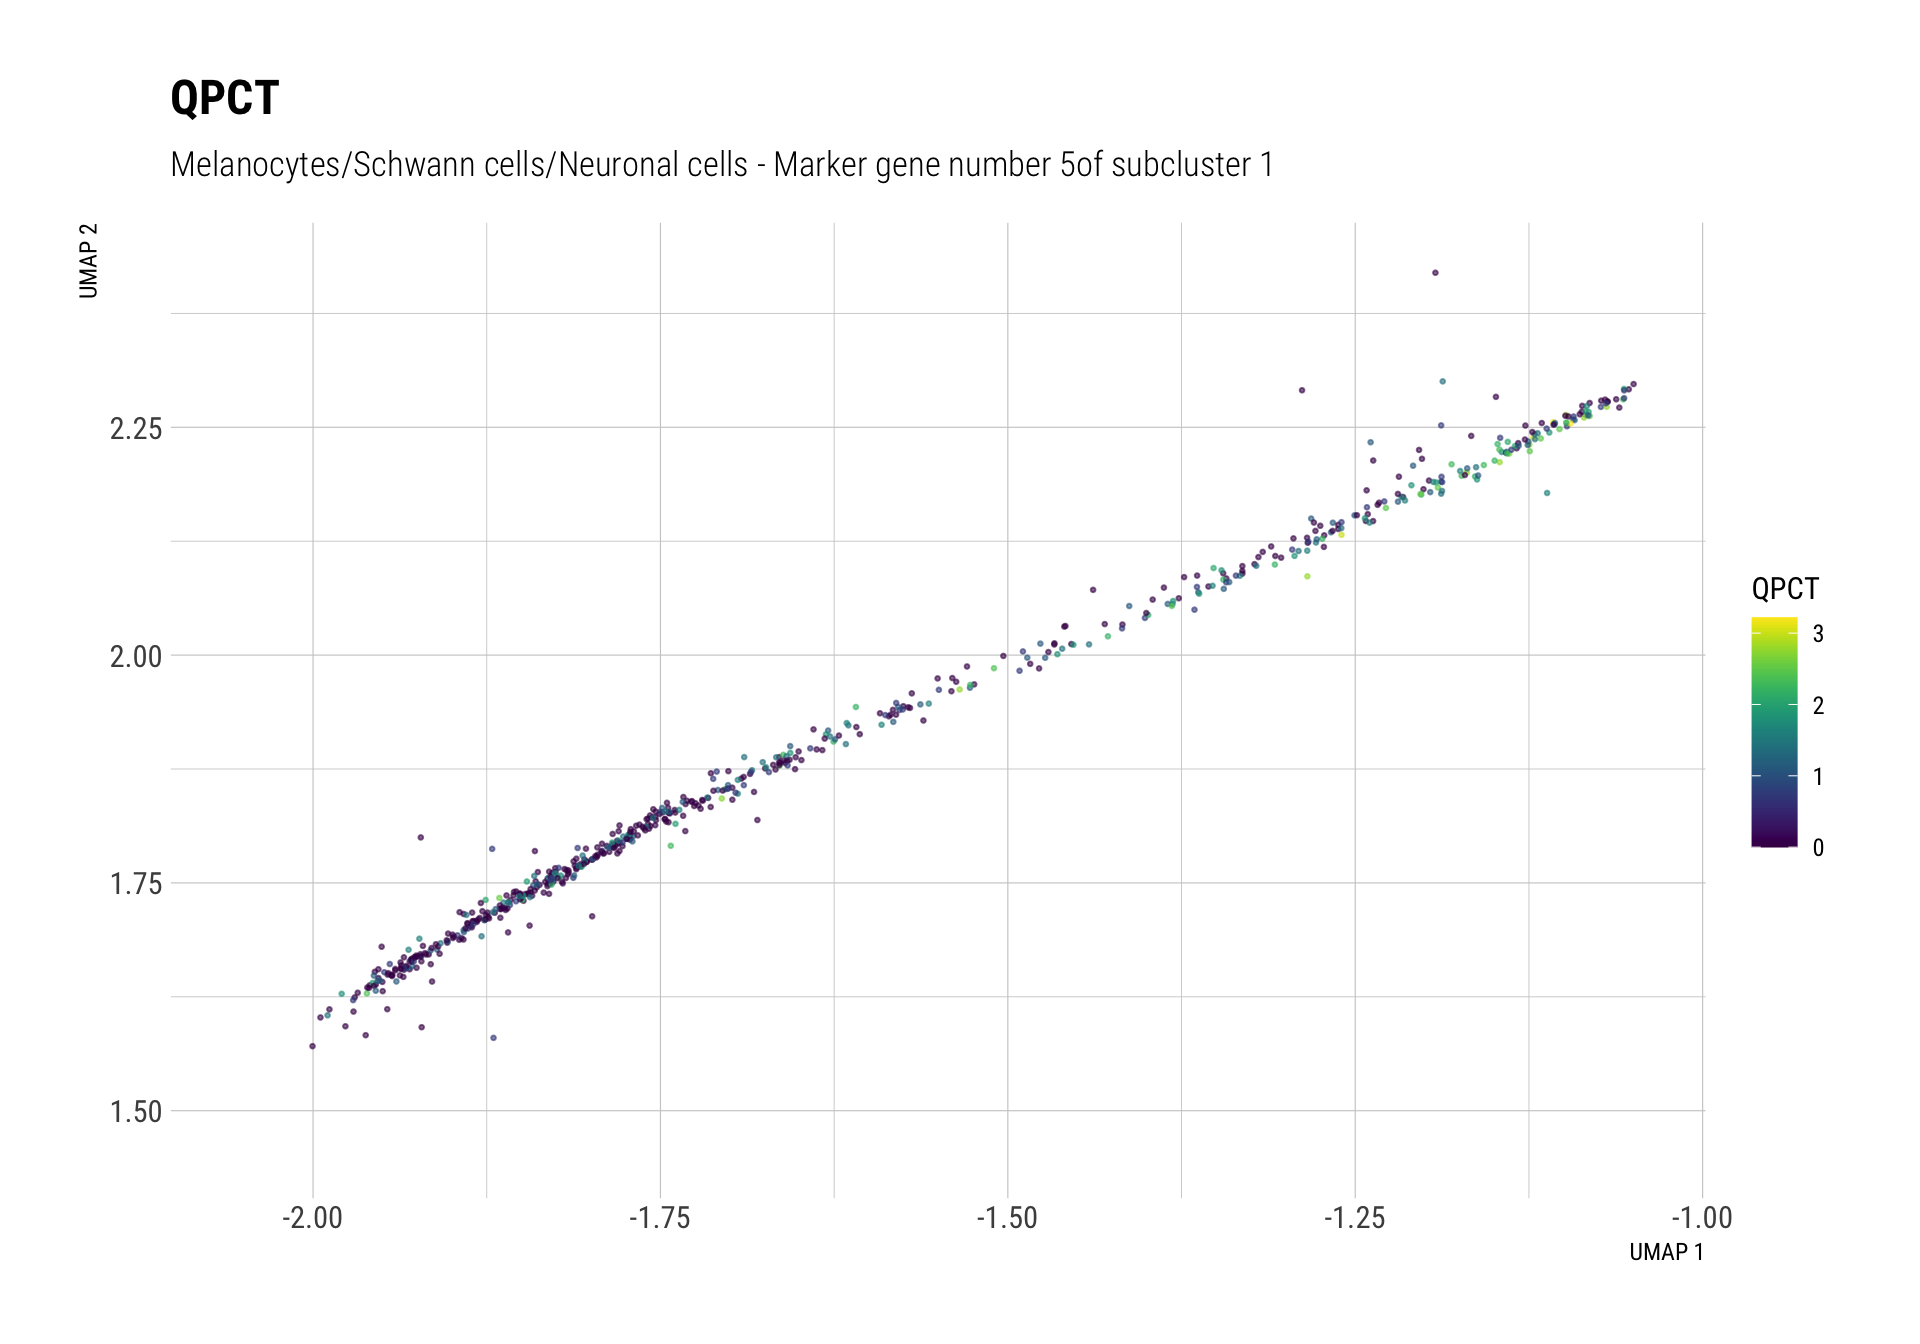 QPCT
Melanocytes/Schwann cells/Neuronal cells - Marker gene number 5of subcluster 1
UMAP 2
2.25
2.00
1.75
1.50
-2.00 -1.75 -1.50 -1.25 -1.00
UMAP 1
QPCT
3
2
1
0